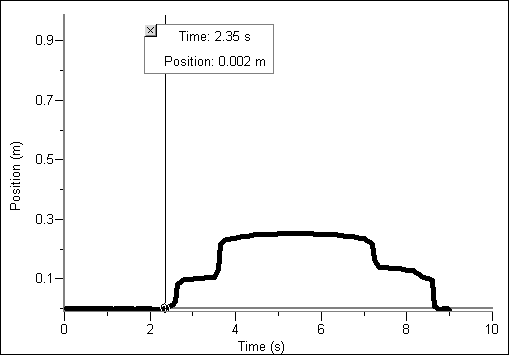 Time: 2.35 s
Position: 0.002 m
0.9
0.7
0.5
0.3
0.1
Position (m)
0 2 4 6 8 10
Time (s)